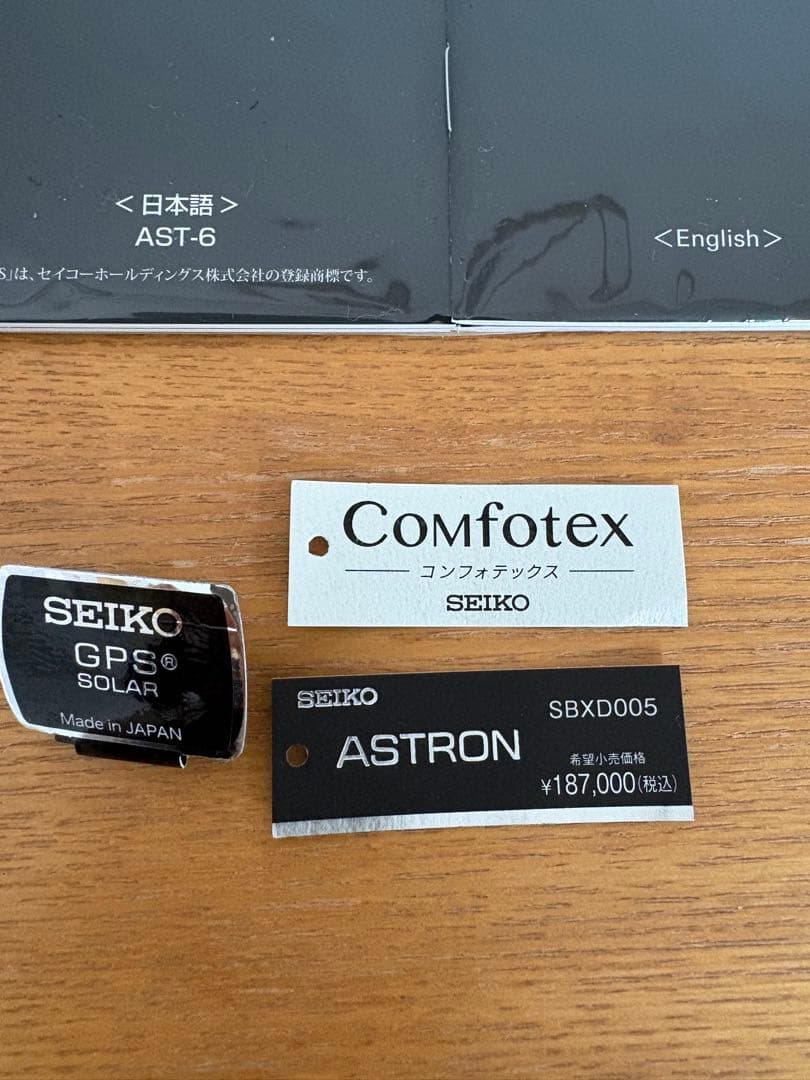 <日本語>
AST-6
S」は、セイコーホールディングス株式会社の登録商標です。
<English>
COMfotex
コンフォテックス
SEIKO
SEIKO
GPS®
SOLAR
Made in JAPAN
SEIKO
SBXD005
ASTRON
希望小売価格
¥187,000(税込)